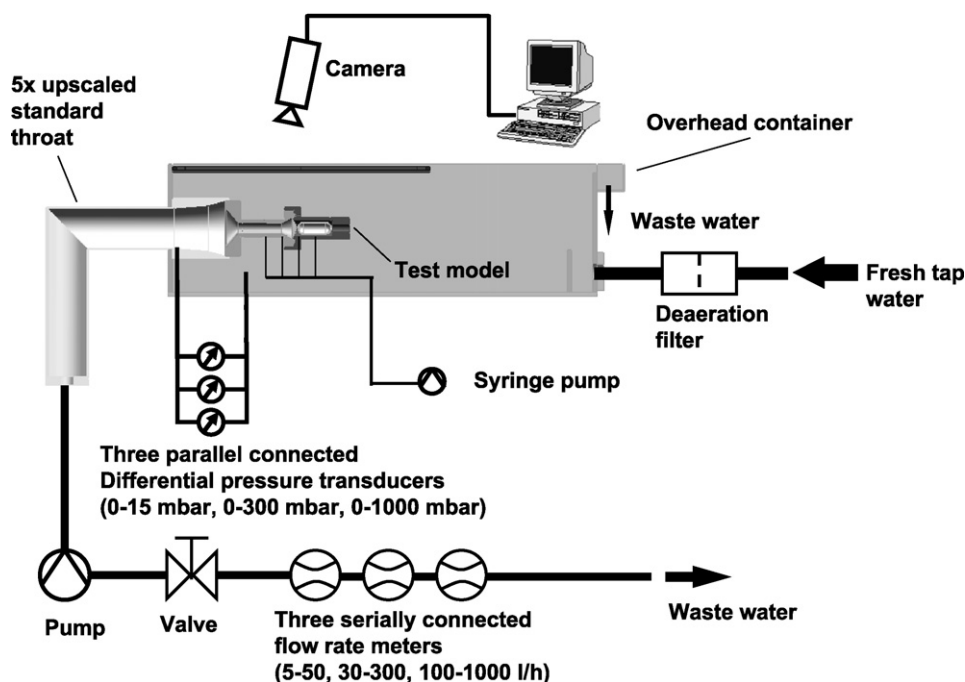 Camera
5x upscaled
standard
throat
Overhead container
Waste water
Test model
Fresh tap
water
Deaeration
filter
Syringe pump
Three parallel connected
Differential pressure transducers
(0-15 mbar, 0-300 mbar, 0-1000 mbar)
Pump
Valve
Three serially connected
flow rate meters
(5-50, 30-300, 100-1000 l/h)
Waste water